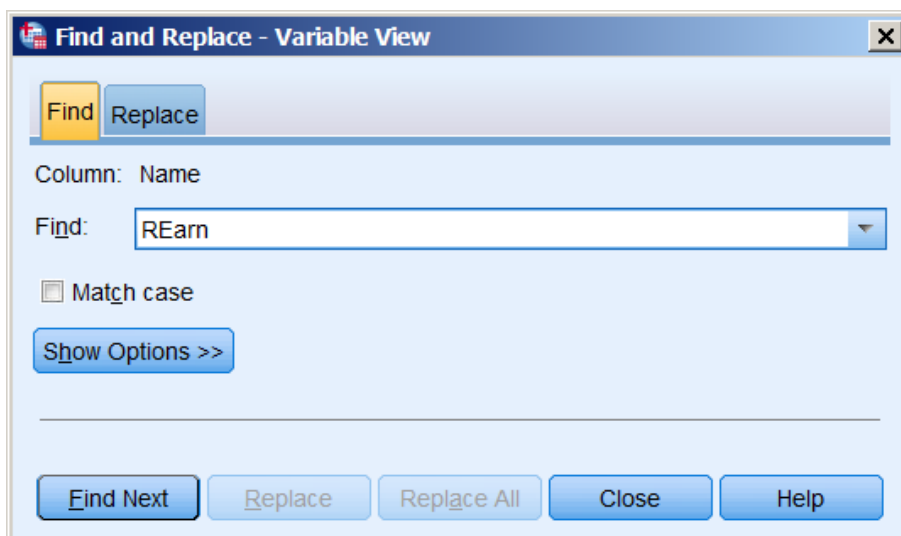 Find and Replace - Variable View
Find Replace
Column: Name
Find: REarn
Match case
Show Options >>
Find Next Replace Replace All Close Help